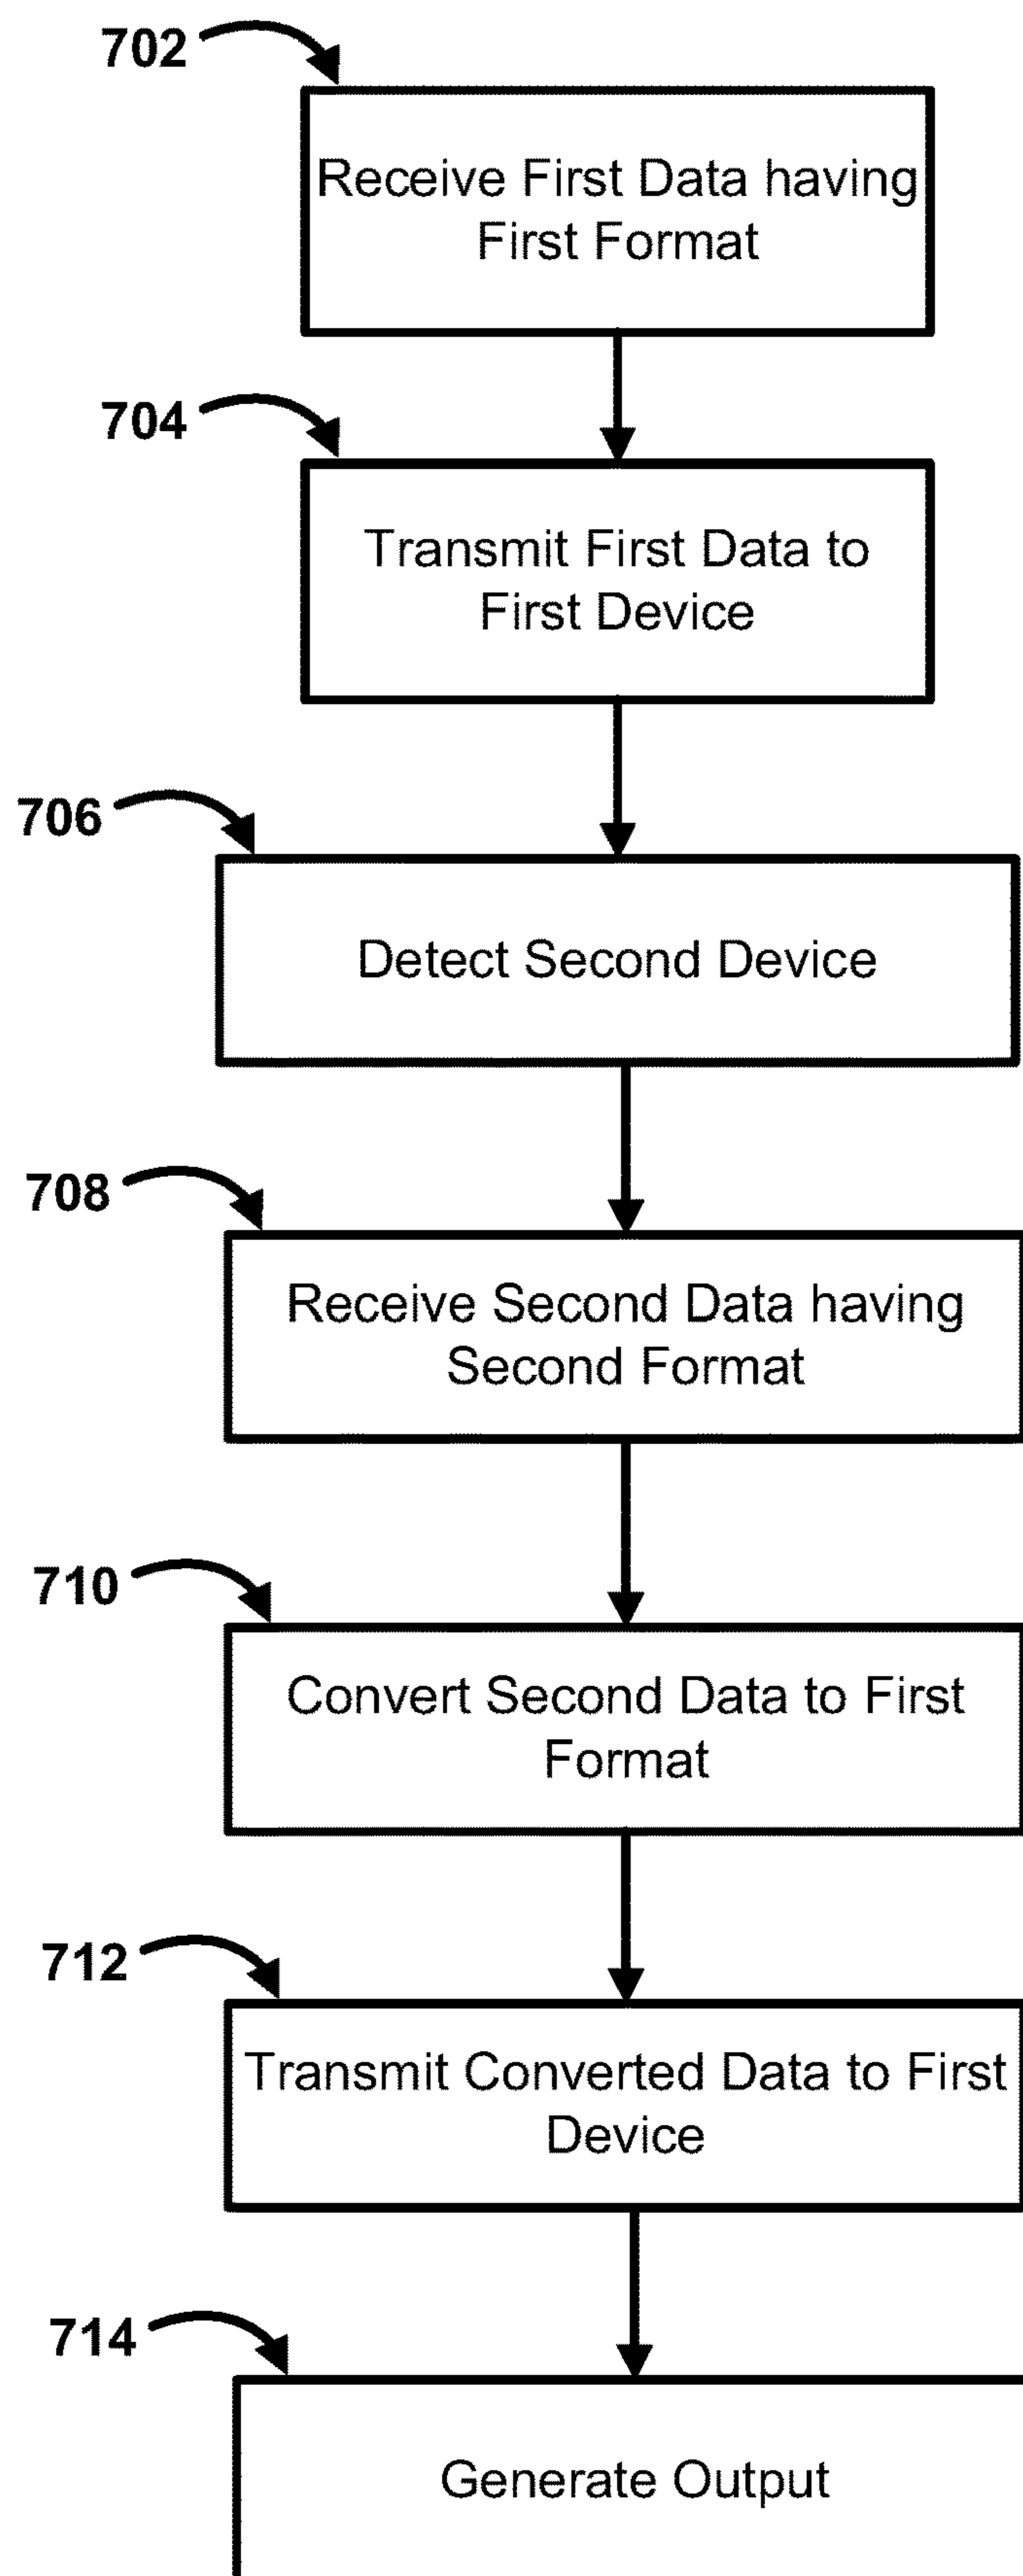 702
Receive First Data having
First Format
704
Transmit First Data to
First Device
706
Detect Second Device
708
Receive Second Data having
Second Format
710
Convert Second Data to First
Format
712
Transmit Converted Data to First
Device
714
Generate Output